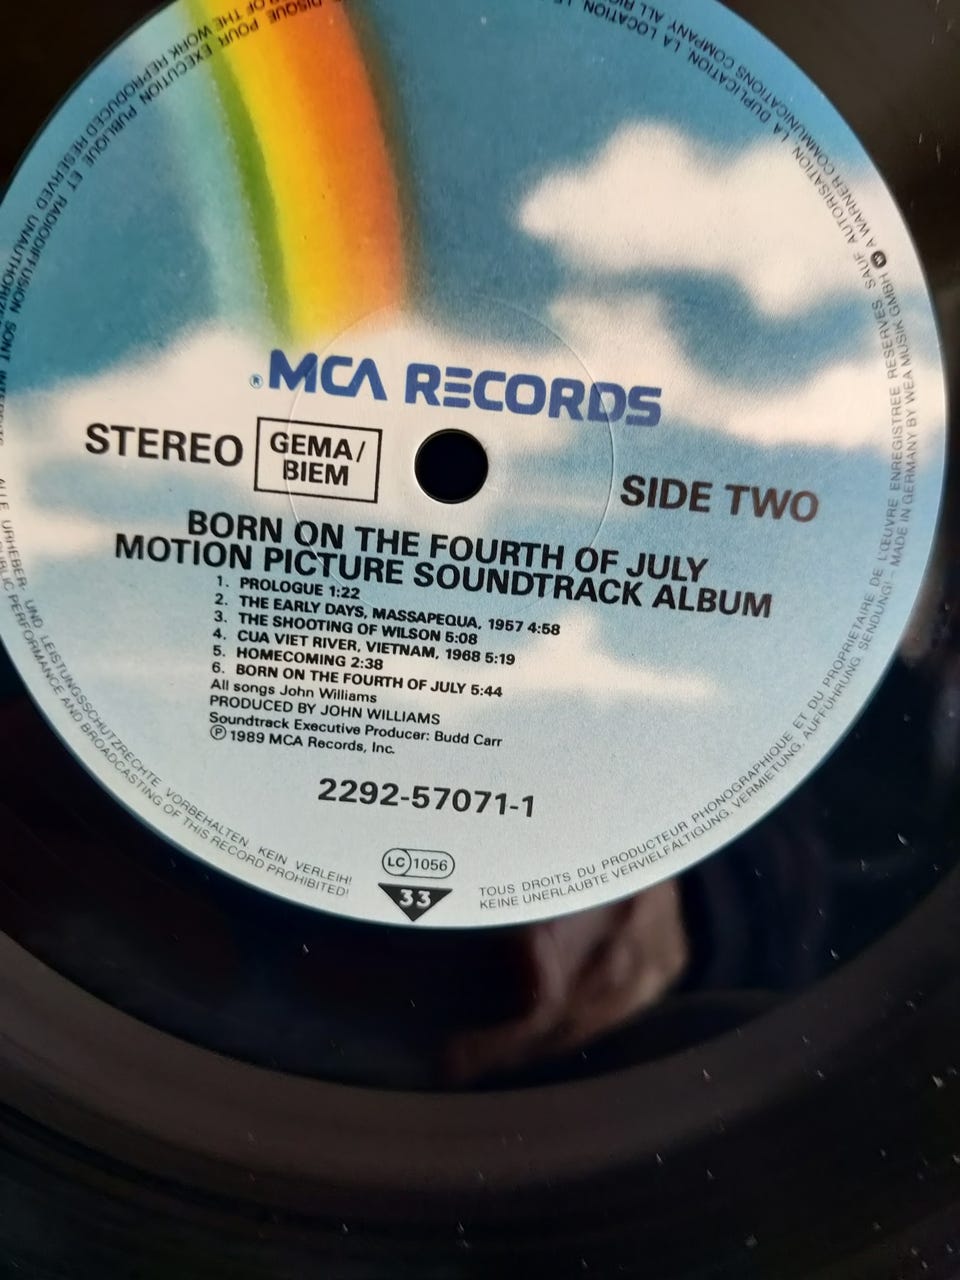 ® MCA RECORDS
STEREO
GEMA/
BIEM
SIDE TWO
BORN ON THE FOURTH OF JULY
MOTION PICTURE SOUNDTRACK ALBUM
1. PROLOGUE 1:22
2. THE EARLY DAYS, MASSAPEQUA, 1957 4:58
3. THE SHOOTING OF WILSON 5:08
4. CUA VIET RIVER, VIETNAM, 1968 5:19
5. HOMECOMING 2:38
6. BORN ON THE FOURTH OF JULY 5:44
All songs John Williams
PRODUCED BY JOHN WILLIAMS
Soundtrack Executive Producer: Budd Carr
Ⓟ 1989 MCA Records, Inc.
2292-57071-1
LC 1056
33
TOUS DROITS DU PRODUCTEUR PHONOGRAPHIQUE ET DU PROPRIETAIRE DE L'ŒUVRE ENREGISTREE RESERVES. SAUF AUTORISATION, LA DUPLICATION, LA LOCATION,
DISQUE POUR EXECUTION PUBLIQUE ET RADIODIFFUSION SONT
URHEBER- UND LEISTUNGSSCHUTZRECHTE VORBEHALTEN KEIN VERLEIH!
KEINE UNERLAUBTE VERVIELFÄLTIGUNG, VERMIETUNG, AUFFÜHRUNG, SENDUNG! - MADE IN GERMANY BY WEA MUSIK GMBH A WARNER COMMUNICATIONS COMPANY ALL
OF THE WORK REPRODUCED RESERVED
PUBLIC PERFORMANCE AND BROADCASTING OF THIS RECORD PROHIBITED!